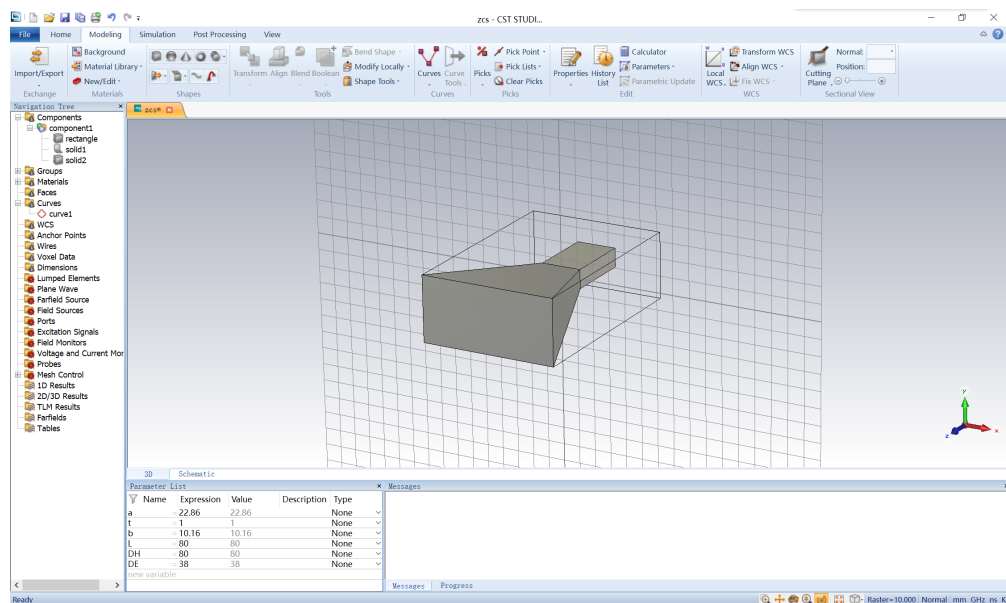 zcs - CST STUDI...
File Home Modeling Simulation Post Processing View
Import/Export
Background
Material Library
New/Edit
Exchange Materials
Shapes
Transform Align Blend Boolean
Bend Shape
Modify Locally
Shape Tools
Tools
Curves Curve Tools
Curves
Picks
Pick Point
Pick Lists
Clear Picks
Picks
Properties History List
Calculator
Parameters
Parametric Update
Edit
Local WCS
Transform WCS
Align WCS
Fix WCS
WCS
Cutting Plane
Normal:
Position:
Sectional View
Navigation Tree
zcs*
Components
component1
rectangle
solid1
solid2
Groups
Materials
Faces
Curves
curve1
WCS
Anchor Points
Wires
Voxel Data
Dimensions
Lumped Elements
Plane Wave
Farfield Source
Field Sources
Ports
Excitation Signals
Field Monitors
Voltage and Current Mor
Probes
Mesh Control
1D Results
2D/3D Results
TLM Results
Farfields
Tables
y
x
z
3D Schematic
Parameter List
Name Expression Value Description Type
a = 22.86 22.86 None
t = 1 1 None
b = 10.16 10.16 None
L = 80 80 None
DH = 80 80 None
DE = 38 38 None
new variable
Messages
Messages Progress
Ready
Raster=10.000 Normal mm GHz ns K